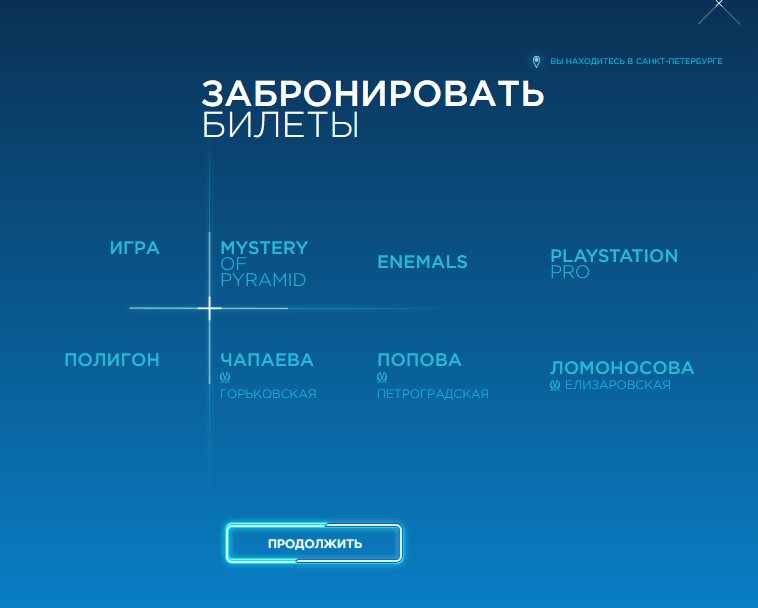 ВЫ НАХОДИТЕСЬ В САНКТ-ПЕТЕРБУРГЕ
ЗАБРОНИРОВАТЬ
БИЛЕТЫ
ИГРА
MYSTERY
OF
PYRAMID
ENEMALS
PLAYSTATION
PRO
ПОЛИГОН
ЧАПАЕВА
ГОРЬКОВСКАЯ
ПОПОВА
ПЕТРОГРАДСКАЯ
ЛОМОНОСОВА
ЕЛИЗАРОВСКАЯ
ПРОДОЛЖИТЬ